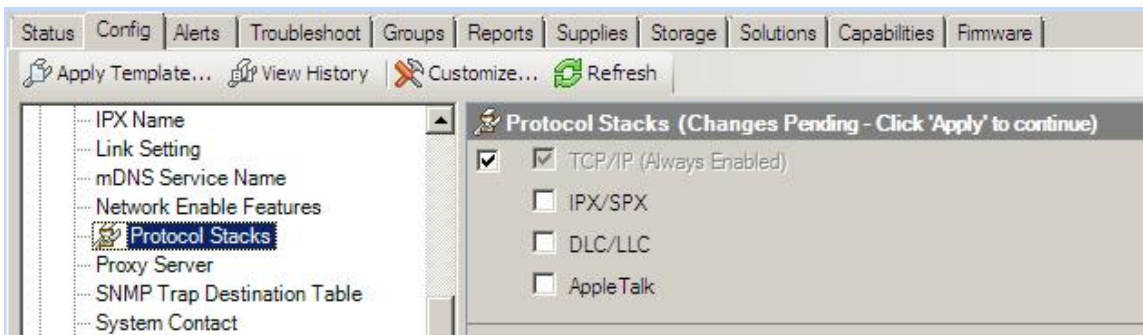 Status Config Alerts Troubleshoot Groups Reports Supplies Storage Solutions Capabilities Firmware
Apply Template... View History Customize... Refresh
IPX Name
Link Setting
mDNS Service Name
Network Enable Features
Protocol Stacks
Proxy Server
SNMP Trap Destination Table
System Contact
Protocol Stacks (Changes Pending - Click 'Apply' to continue)
TCP/IP (Always Enabled)
IPX/SPX
DLC/LLC
AppleTalk